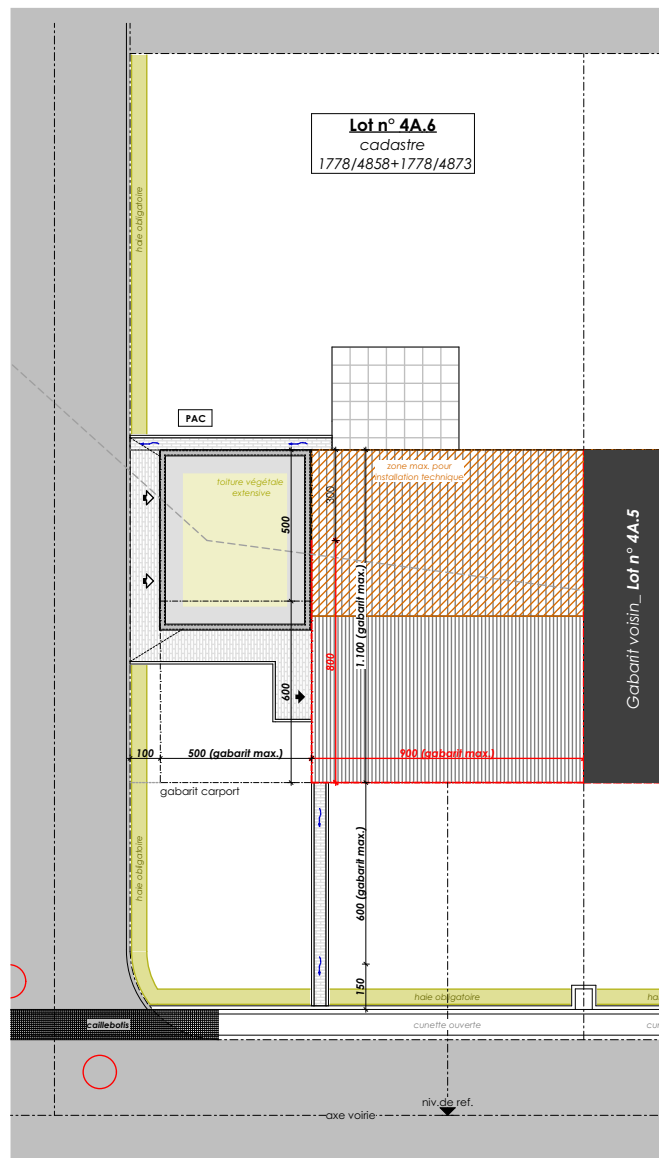 Lot n° 4A.6
cadastre
1778/4858+1778/4873
haie obligatoire
PAC
toiture végétale
extensive
zone max. pour
installation technique
300
500
1.100 (gabarit max.)
800
600
Gabarit voisin_ Lot n° 4A.5
100
500 (gabarit max.)
900 (gabarit max.)
gabarit carport
haie obligatoire
600 (gabarit max.)
150
haie obligatoire
hai
caillebotis
cunette ouverte
cun
niv.de ref.
axe voirie